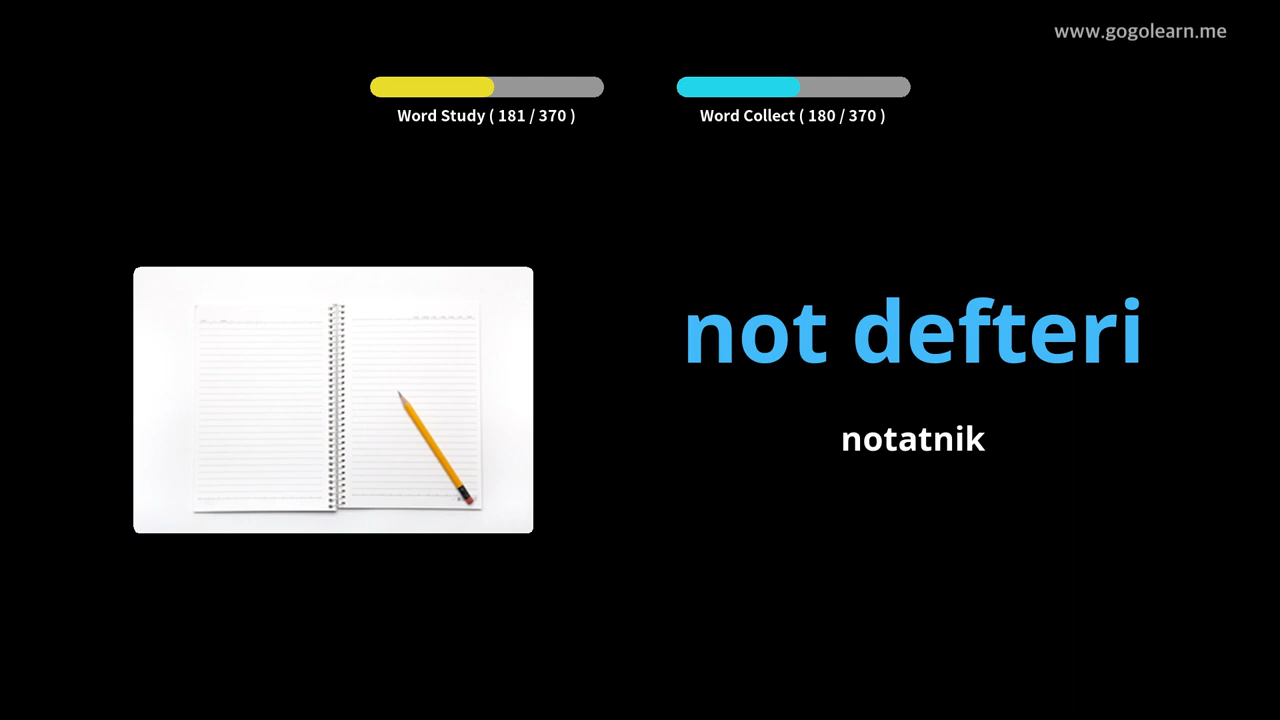 www.gogolearn.me
Word Study ( 181 / 370 )
Word Collect ( 180 / 370 )
not defteri
notatnik